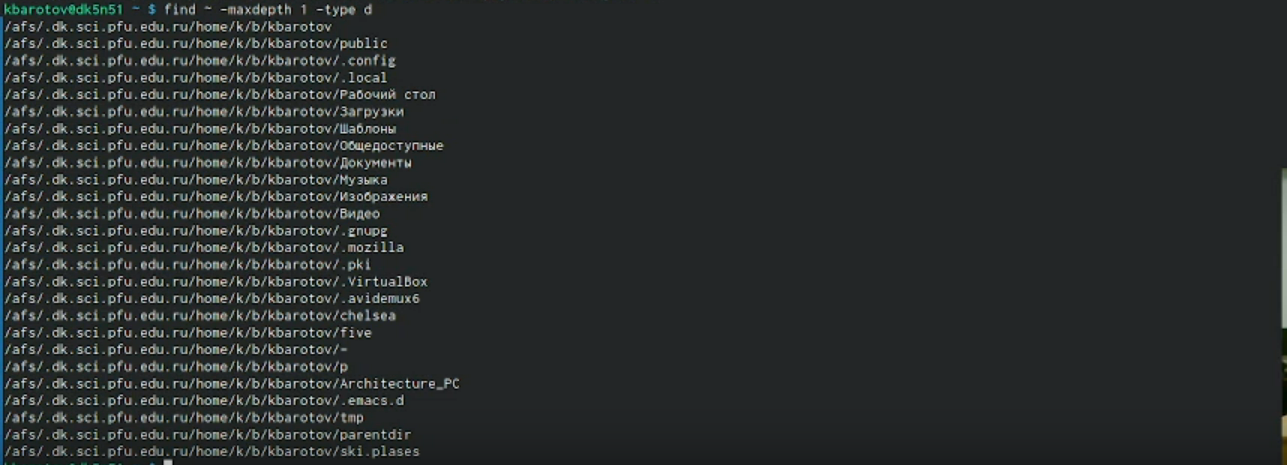 kbarotov@dk5n51 ~ $ find ~ -maxdepth 1 -type d
/afs/.dk.sci.pfu.edu.ru/home/k/b/kbarotov
/afs/.dk.sci.pfu.edu.ru/home/k/b/kbarotov/public
/afs/.dk.sci.pfu.edu.ru/home/k/b/kbarotov/.config
/afs/.dk.sci.pfu.edu.ru/home/k/b/kbarotov/.local
/afs/.dk.sci.pfu.edu.ru/home/k/b/kbarotov/Рабочий стол
/afs/.dk.sci.pfu.edu.ru/home/k/b/kbarotov/Загрузки
/afs/.dk.sci.pfu.edu.ru/home/k/b/kbarotov/Шаблоны
/afs/.dk.sci.pfu.edu.ru/home/k/b/kbarotov/Общедоступные
/afs/.dk.sci.pfu.edu.ru/home/k/b/kbarotov/Документы
/afs/.dk.sci.pfu.edu.ru/home/k/b/kbarotov/Музыка
/afs/.dk.sci.pfu.edu.ru/home/k/b/kbarotov/Изображения
/afs/.dk.sci.pfu.edu.ru/home/k/b/kbarotov/Видео
/afs/.dk.sci.pfu.edu.ru/home/k/b/kbarotov/.gnupg
/afs/.dk.sci.pfu.edu.ru/home/k/b/kbarotov/.mozilla
/afs/.dk.sci.pfu.edu.ru/home/k/b/kbarotov/.pki
/afs/.dk.sci.pfu.edu.ru/home/k/b/kbarotov/.VirtualBox
/afs/.dk.sci.pfu.edu.ru/home/k/b/kbarotov/.avidemux6
/afs/.dk.sci.pfu.edu.ru/home/k/b/kbarotov/chelsea
/afs/.dk.sci.pfu.edu.ru/home/k/b/kbarotov/five
/afs/.dk.sci.pfu.edu.ru/home/k/b/kbarotov/-
/afs/.dk.sci.pfu.edu.ru/home/k/b/kbarotov/p
/afs/.dk.sci.pfu.edu.ru/home/k/b/kbarotov/Architecture_PC
/afs/.dk.sci.pfu.edu.ru/home/k/b/kbarotov/.emacs.d
/afs/.dk.sci.pfu.edu.ru/home/k/b/kbarotov/tmp
/afs/.dk.sci.pfu.edu.ru/home/k/b/kbarotov/parentdir
/afs/.dk.sci.pfu.edu.ru/home/k/b/kbarotov/ski.plases